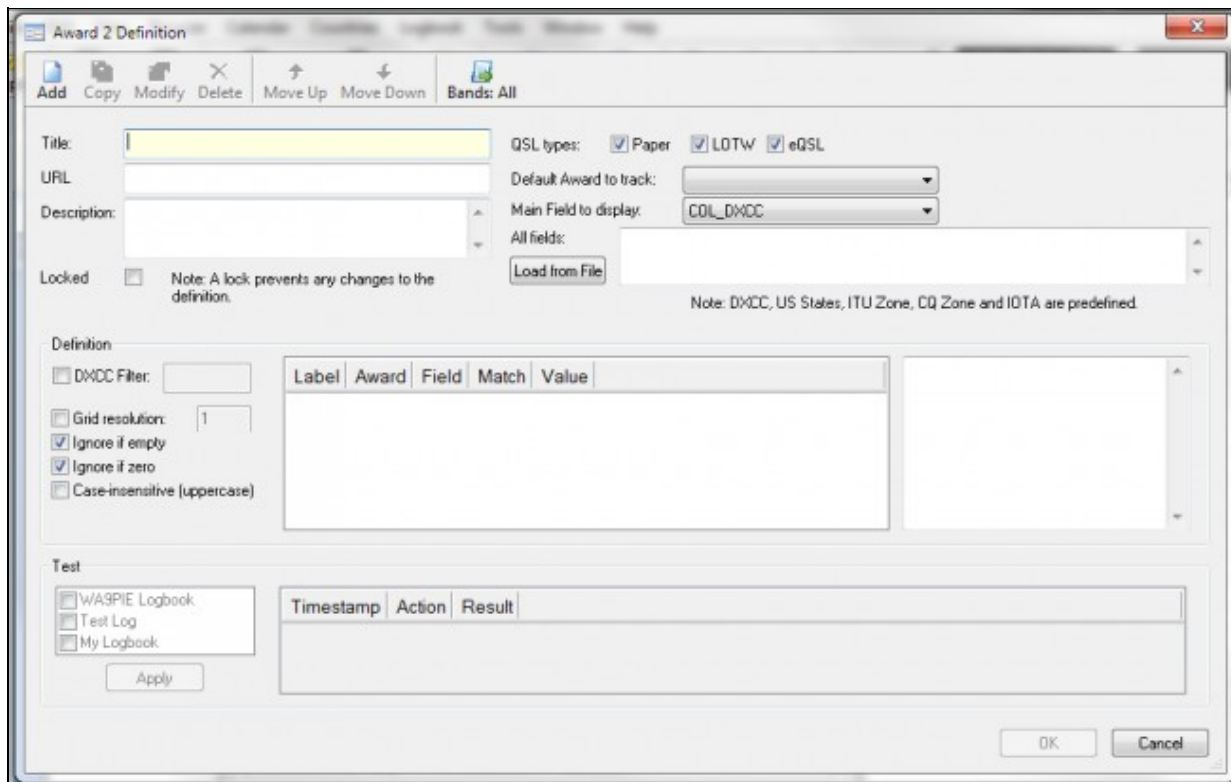 Award 2 Definition
Add Copy Modify Delete Move Up Move Down Bands: All
Title:
URL
Description:
Locked
Note: A lock prevents any changes to the
definition.
QSL types: Paper LOTW eQSL
Default Award to track:
Main Field to display: COL_DXCC
All fields:
Load from File
Note: DXCC, US States, ITU Zone, CQ Zone and IOTA are predefined.
Definition
DXCC Filter:
Grid resolution: 1
Ignore if empty
Ignore if zero
Case-insensitive (uppercase)
Label Award Field Match Value
Test
WA9PIE Logbook
Test Log
My Logbook
Apply
Timestamp Action Result
OK Cancel